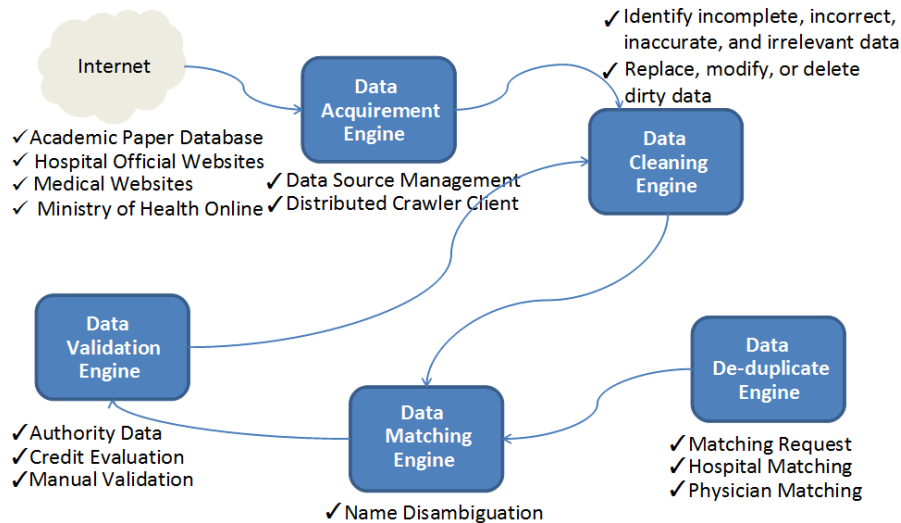 Internet
✓Academic Paper Database
✓ Hospital Official Websites
✓ Medical Websites
✓ Ministry of Health Online
Data
Acquirement
Engine
✓Data Source Management
✓Distributed Crawler Client
✓Identify incomplete, incorrect,
inaccurate, and irrelevant data
✓Replace, modify, or delete
dirty data
Data
Cleaning
Engine
Data
Validation
Engine
✓Authority Data
✓Credit Evaluation
✓Manual Validation
Data
Matching
Engine
✓Name Disambiguation
Data
De-duplicate
Engine
✓Matching Request
✓Hospital Matching
✓Physician Matching